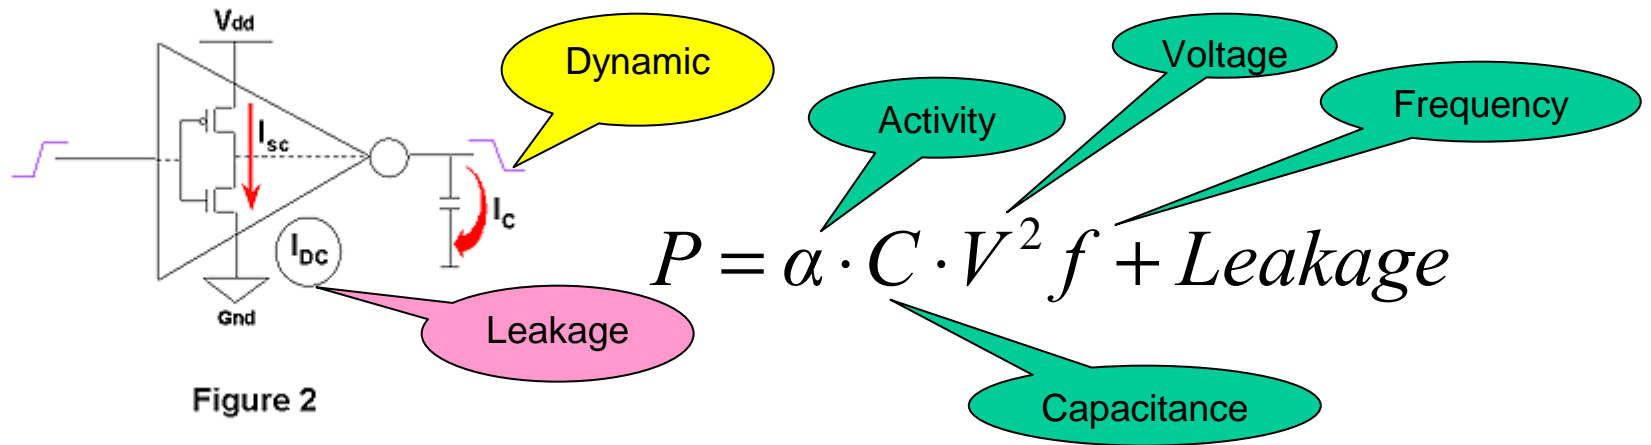 Vdd
Dynamic
Voltage
Activity
Frequency
Isc
IC
IDC
P = α · C · V² f + Leakage
Gnd
Leakage
Capacitance
Figure 2